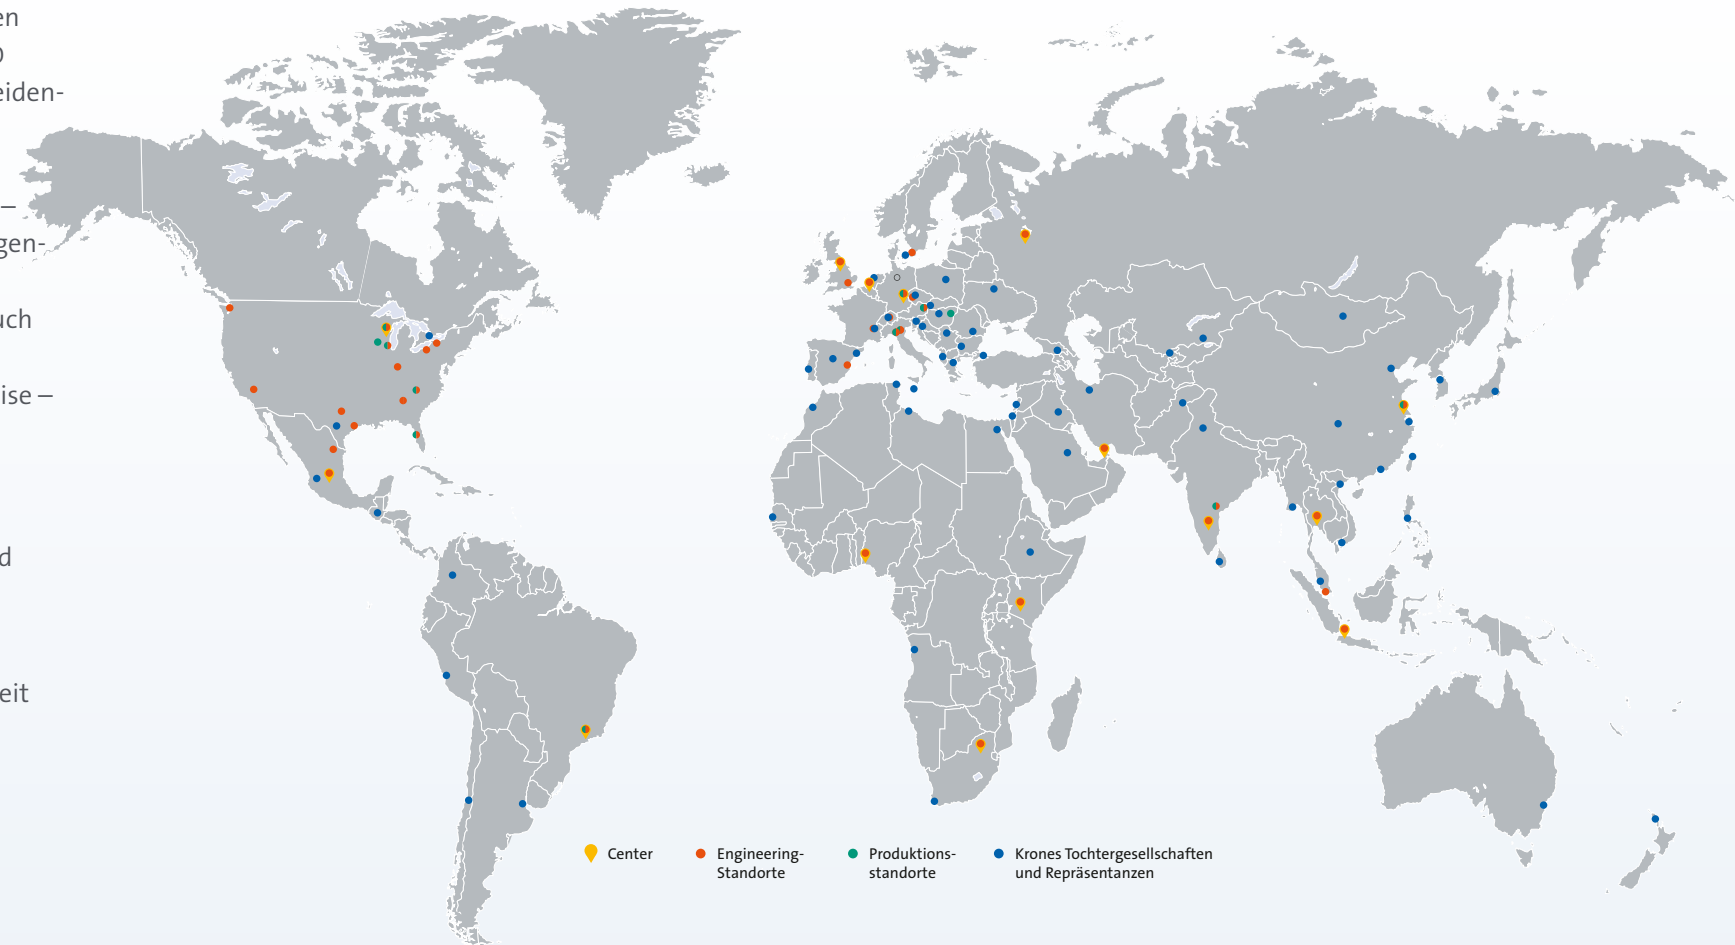 en
eiden-
–
gen-
uch
ise –
d
eit
Center
Engineering-
Standorte
Produktions-
standorte
Krones Tochtergesellschaften
und Repräsentanzen